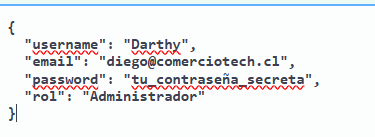 {
"username": "Darthy",
"email": "diego@comerciotech.cl",
"password": "tu_contraseña_secreta",
"rol": "Administrador"
}